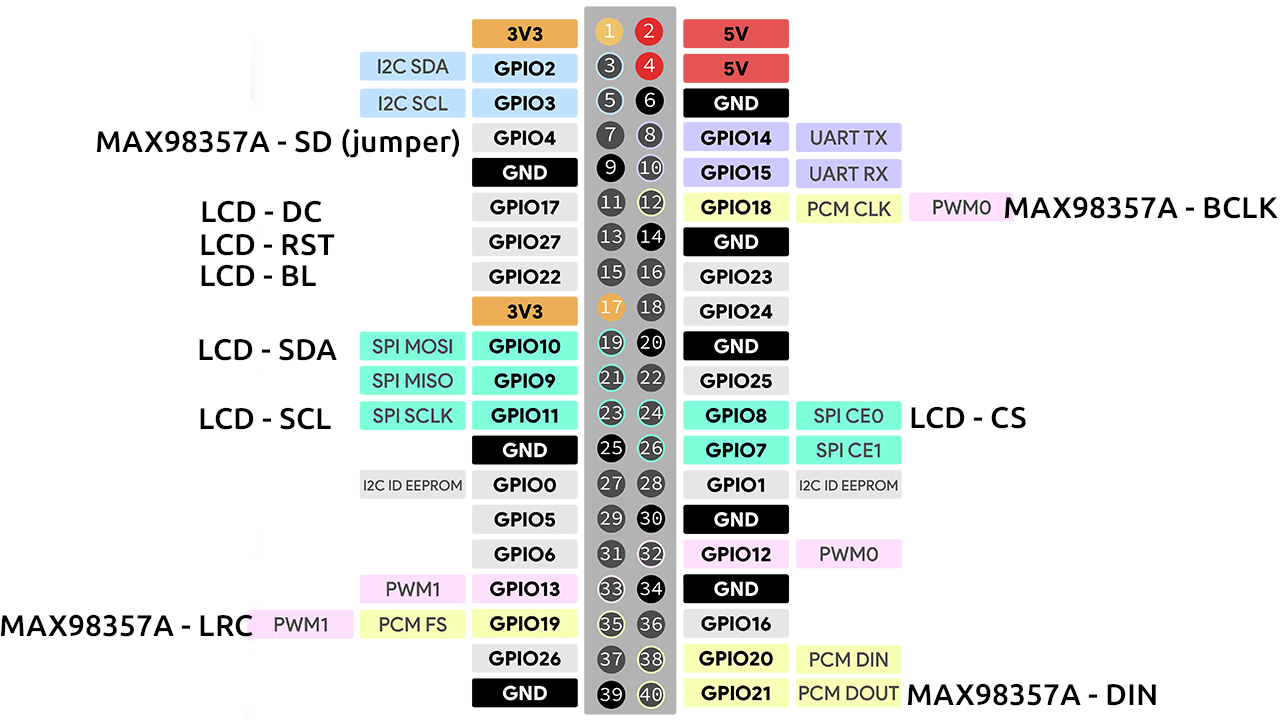 3V3 1 2 5V
I2C SDA GPIO2 3 4 5V
I2C SCL GPIO3 5 6 GND
MAX98357A - SD (jumper) GPIO4 7 8 GPIO14 UART TX
GND 9 10 GPIO15 UART RX
LCD - DC GPIO17 11 12 GPIO18 PCM CLK PWM0 MAX98357A - BCLK
LCD - RST GPIO27 13 14 GND
LCD - BL GPIO22 15 16 GPIO23
3V3 17 18 GPIO24
LCD - SDA SPI MOSI GPIO10 19 20 GND
SPI MISO GPIO9 21 22 GPIO25
LCD - SCL SPI SCLK GPIO11 23 24 GPIO8 SPI CE0 LCD - CS
GND 25 26 GPIO7 SPI CE1
I2C ID EEPROM GPIO0 27 28 GPIO1 I2C ID EEPROM
GPIO5 29 30 GND
GPIO6 31 32 GPIO12 PWM0
PWM1 GPIO13 33 34 GND
MAX98357A - LRC PWM1 PCM FS GPIO19 35 36 GPIO16
GPIO26 37 38 GPIO20 PCM DIN
GND 39 40 GPIO21 PCM DOUT MAX98357A - DIN